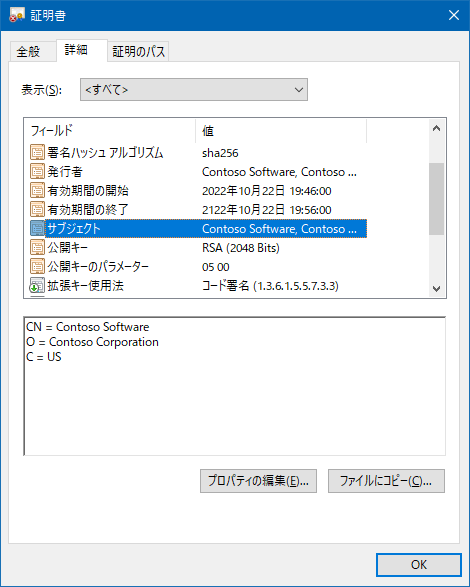 証明書
全般 詳細 証明のパス
表示(S): <すべて>
フィールド 値
署名ハッシュ アルゴリズム sha256
発行者 Contoso Software, Contoso ...
有効期間の開始 2022年10月22日 19:46:00
有効期間の終了 2122年10月22日 19:56:00
サブジェクト Contoso Software, Contoso ...
公開キー RSA (2048 Bits)
公開キーのパラメーター 05 00
拡張キー使用法 コード署名 (1.3.6.1.5.5.7.3.3)
CN = Contoso Software
O = Contoso Corporation
C = US
プロパティの編集(E)... ファイルにコピー(C)...
OK